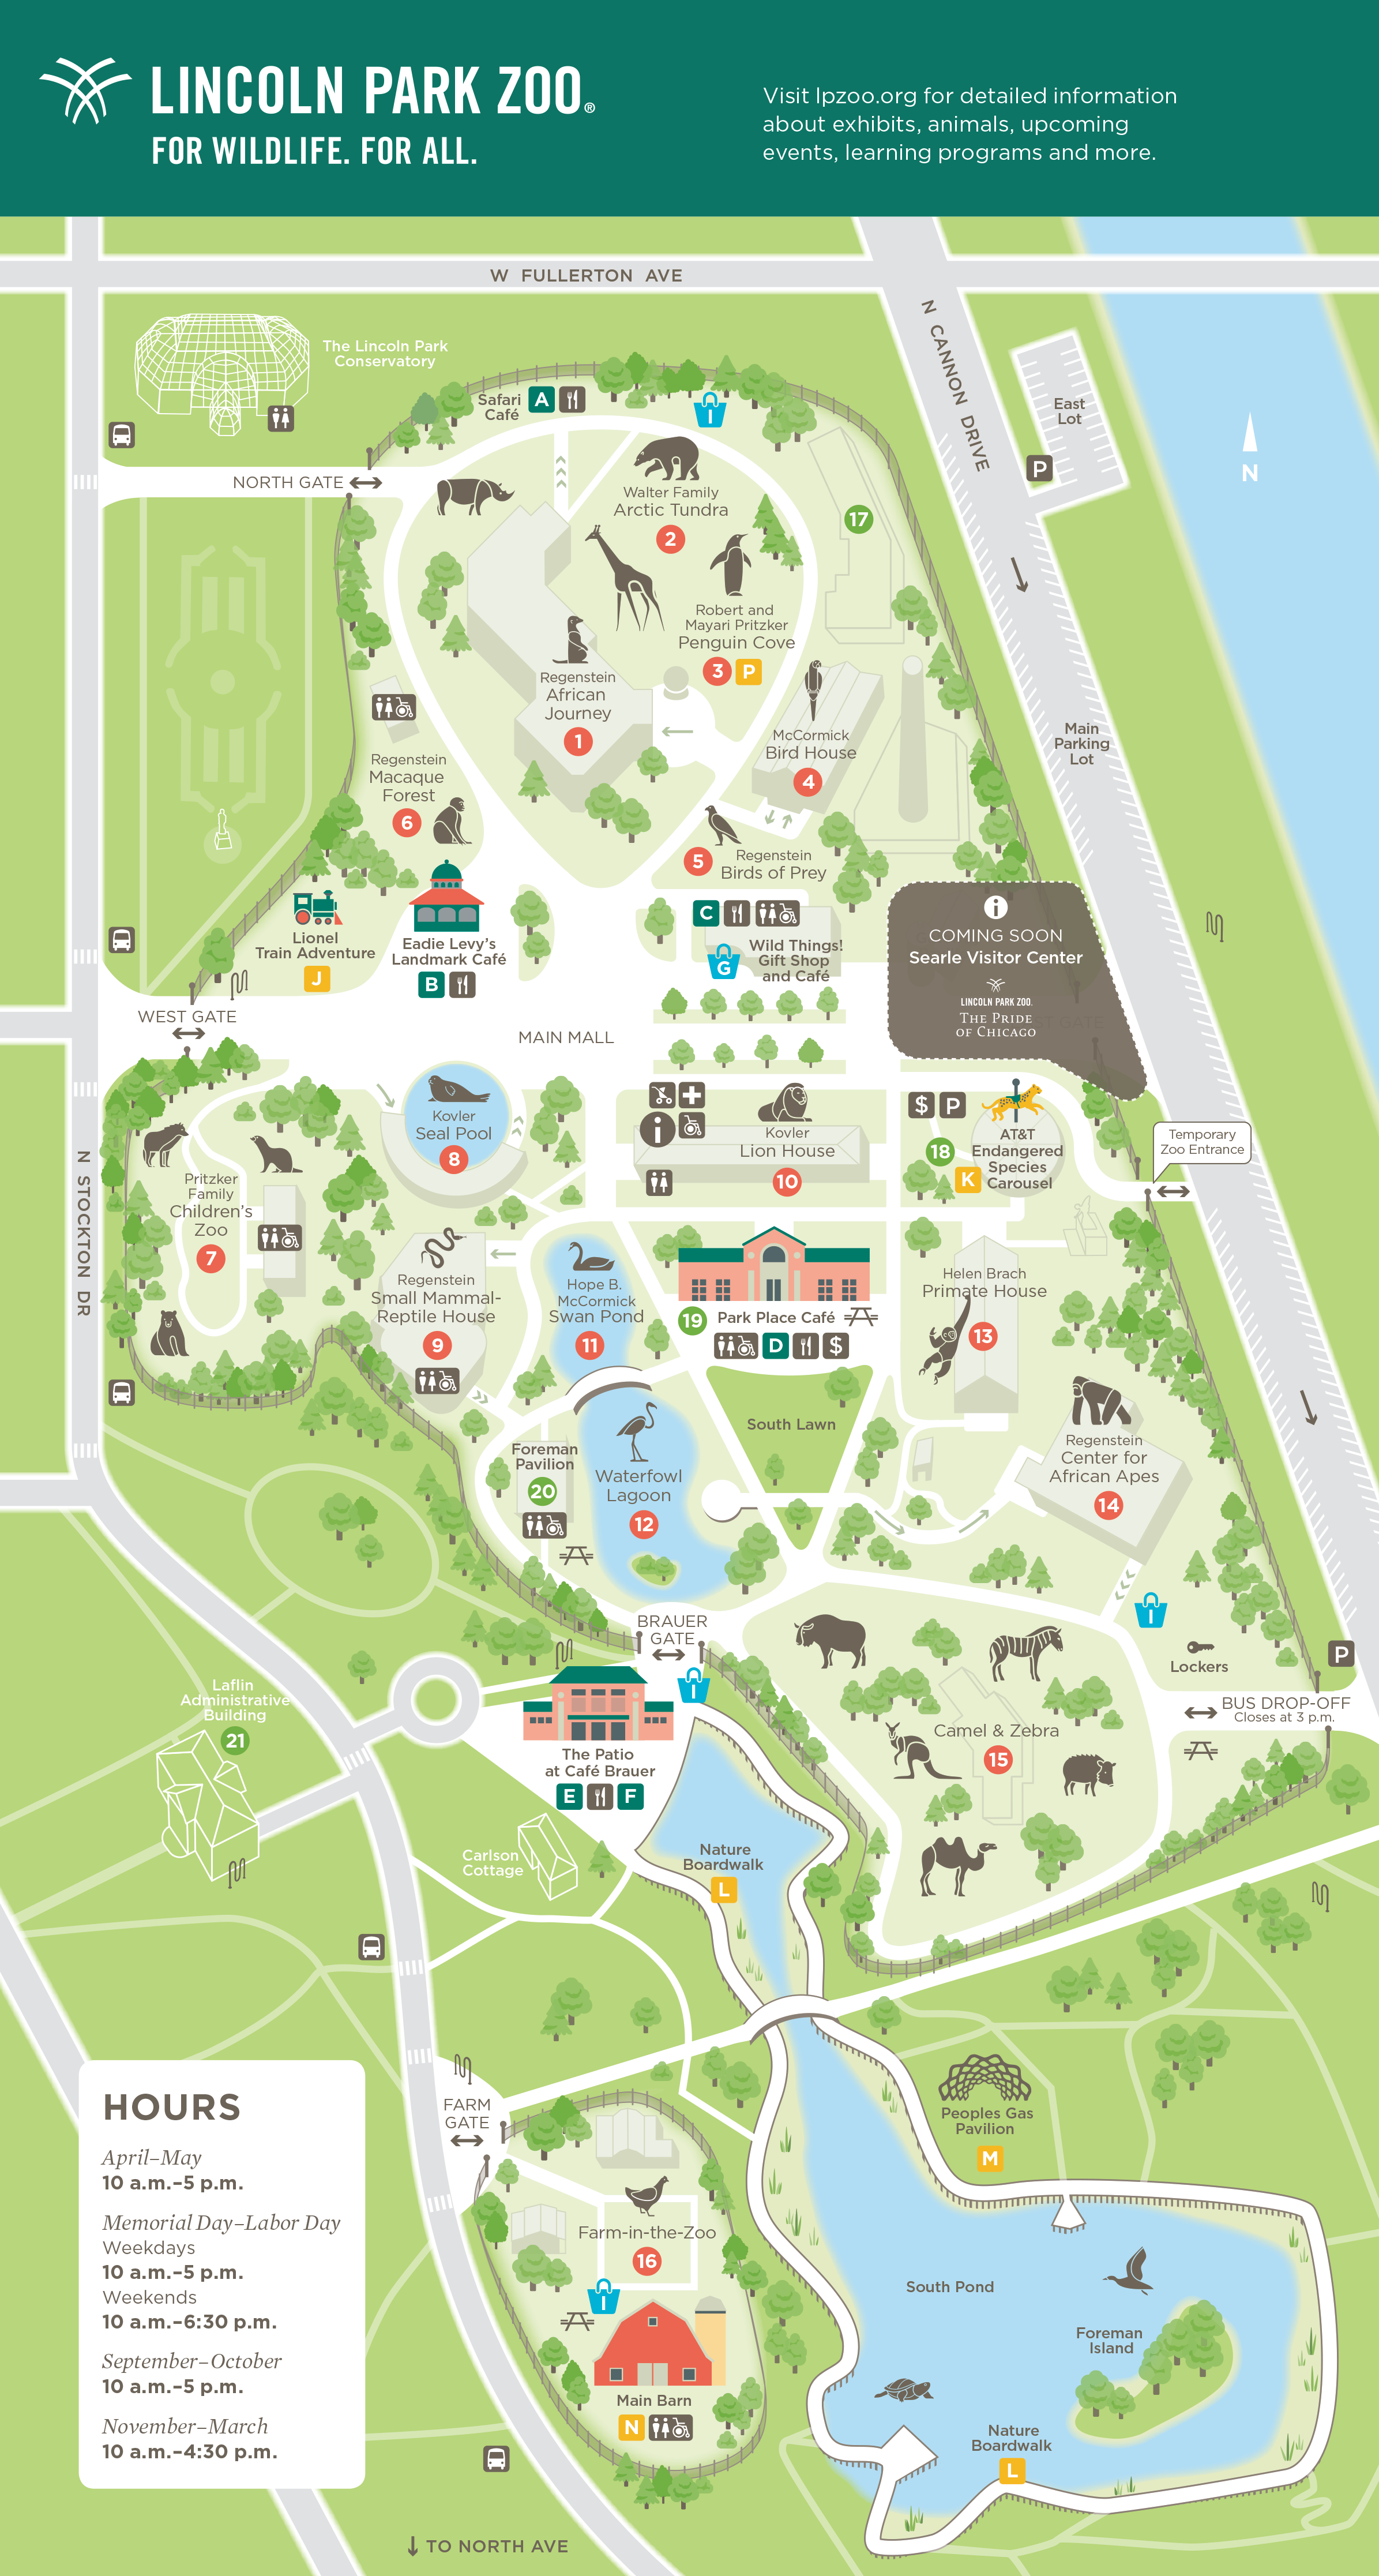 LINCOLN PARK ZOO®
FOR WILDLIFE. FOR ALL.
Visit lpzoo.org for detailed information
about exhibits, animals, upcoming
events, learning programs and more.
W FULLERTON AVE
N CANNON DRIVE
The Lincoln Park
Conservatory
Safari
Café
A
I
East
Lot
P
N
NORTH GATE
Walter Family
Arctic Tundra
2
17
Robert and
Mayari Pritzker
Penguin Cove
3 P
Regenstein
African
Journey
1
McCormick
Bird House
4
Main
Parking
Lot
Regenstein
Macaque
Forest
6
5
Regenstein
Birds of Prey
Lionel
Train Adventure
J
Eadie Levy's
Landmark Café
B
C
G
Wild Things!
Gift Shop
and Café
i
COMING SOON
Searle Visitor Center
LINCOLN PARK ZOO.
THE PRIDE
OF CHICAGO
WEST GATE
MAIN MALL
Kovler
Seal Pool
8
i
Kovler
Lion House
10
$ P
18
K
AT&T
Endangered
Species
Carousel
Temporary
Zoo Entrance
N STOCKTON DR
Pritzker
Family
Children's
Zoo
7
Regenstein
Small Mammal-
Reptile House
9
Hope B.
McCormick
Swan Pond
11
19 Park Place Café
D $
Helen Brach
Primate House
13
South Lawn
Foreman
Pavilion
20
Waterfowl
Lagoon
12
Regenstein
Center for
African Apes
14
I
BRAUER
GATE
I
Lockers
P
BUS DROP-OFF
Closes at 3 p.m.
Laflin
Administrative
Building
21
The Patio
at Café Brauer
E F
Camel & Zebra
15
Carlson
Cottage
Nature
Boardwalk
L
FARM
GATE
Peoples Gas
Pavilion
M
Farm-in-the-Zoo
16
I
Main Barn
N
South Pond
Foreman
Island
Nature
Boardwalk
L
HOURS
April–May
10 a.m.–5 p.m.
Memorial Day–Labor Day
Weekdays
10 a.m.–5 p.m.
Weekends
10 a.m.–6:30 p.m.
September–October
10 a.m.–5 p.m.
November–March
10 a.m.–4:30 p.m.
TO NORTH AVE